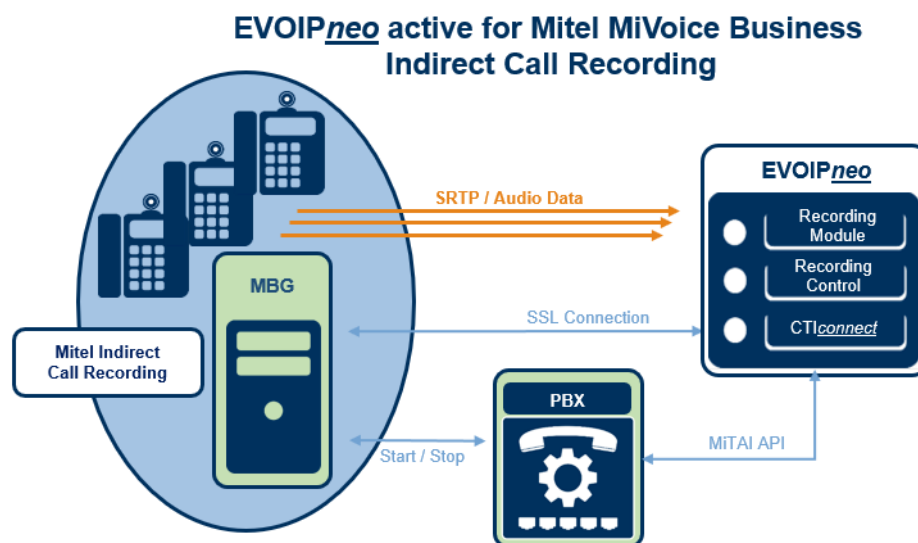 EVOIPneo active for Mitel MiVoice Business
Indirect Call Recording
SRTP / Audio Data
EVOIPneo
Recording
Module
Recording
Control
CTIconnect
MBG
SSL Connection
Mitel Indirect
Call Recording
PBX
Start / Stop
MiTAI API